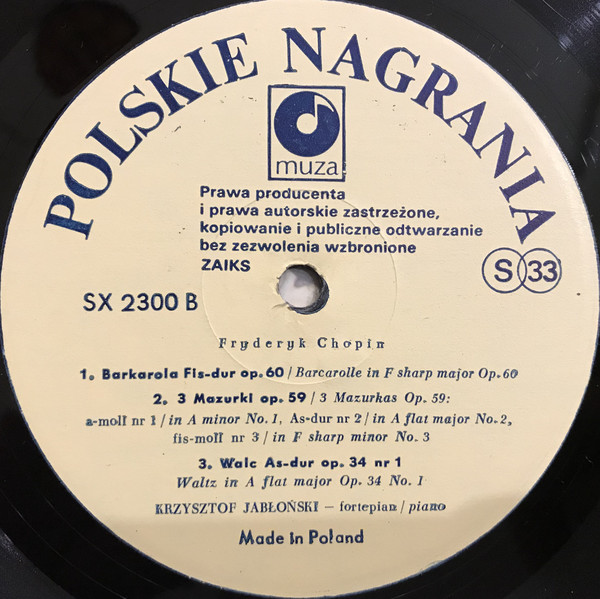 POLSKIE NAGRANIA
muza
Prawa producenta
i prawa autorskie zastrzeżone,
kopiowanie i publiczne odtwarzanie
bez zezwolenia wzbronione
ZAIKS
S 33
SX 2300 B
Fryderyk Chopin
1. Barkarola Fis-dur op. 60 / Barcarolle in F sharp major Op. 60
2. 3 Mazurki op. 59 / 3 Mazurkas Op. 59:
a-moll nr 1 / in A minor No. 1, As-dur nr 2 / in A flat major No. 2,
fis-moll nr 3 / in F sharp minor No. 3
3. Walc As-dur op. 34 nr 1
Waltz in A flat major Op. 34 No. 1
KRZYSZTOF JABŁOŃSKI — fortepian / piano
Made in Poland